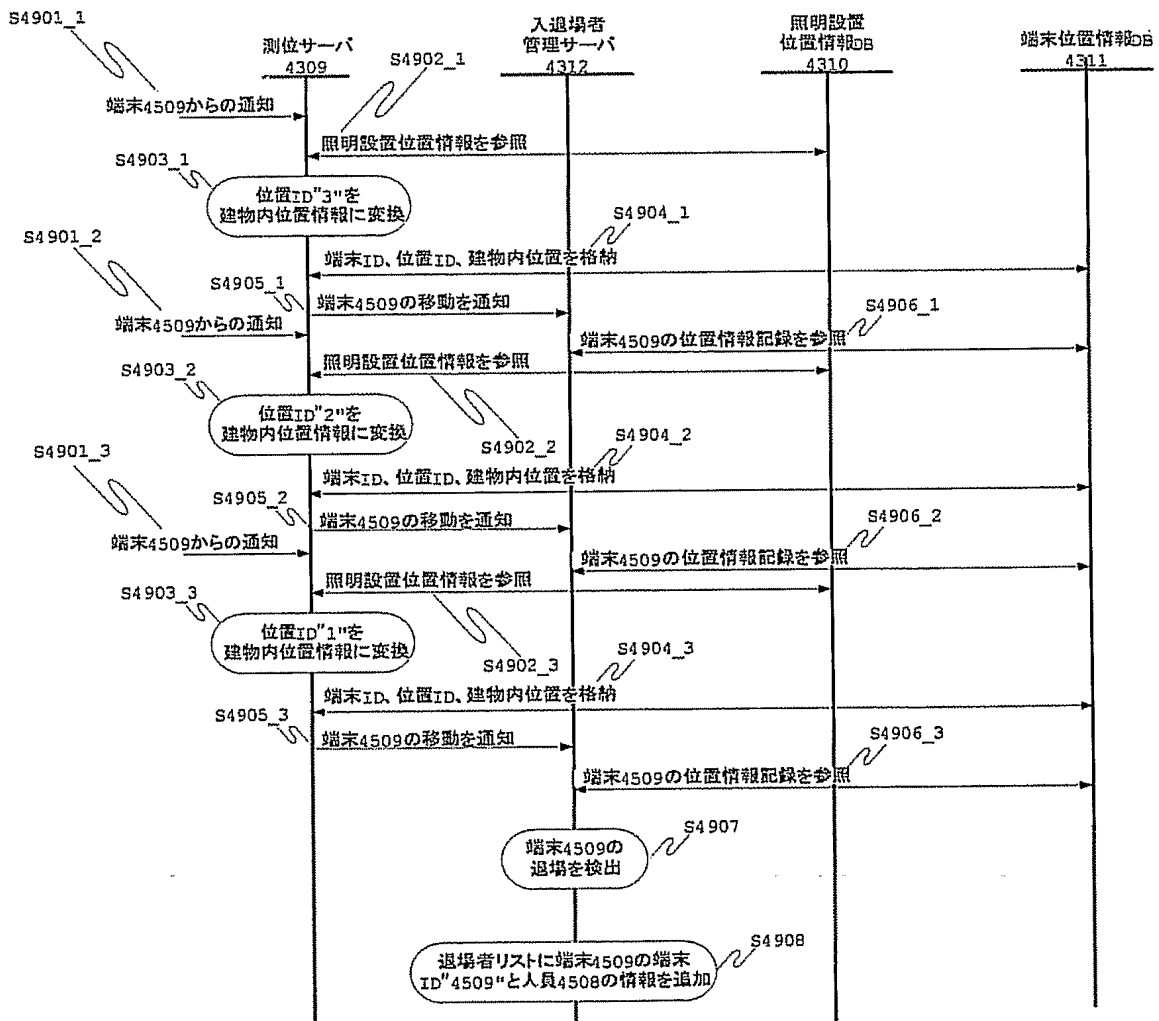 S4901_1
測位サーバ
4309
入退場者
管理サーバ
4312
照明設置
位置情報DB
4310
端末位置情報DB
4311
S4902_1
端末4509からの通知
照明設置位置情報を参照
S4903_1
位置ID"3"を
建物内位置情報に変換
S4904_1
S4901_2
端末ID、位置ID、建物内位置を格納
S4905_1
端末4509の移動を通知
S4906_1
端末4509からの通知
端末4509の位置情報記録を参照
照明設置位置情報を参照
S4903_2
位置ID"2"を
建物内位置情報に変換
S4902_2
S4904_2
S4901_3
端末ID、位置ID、建物内位置を格納
S4905_2
端末4509の移動を通知
S4906_2
端末4509からの通知
端末4509の位置情報記録を参照
照明設置位置情報を参照
S4903_3
位置ID"1"を
建物内位置情報に変換
S4902_3
S4904_3
端末ID、位置ID、建物内位置を格納
S4905_3
端末4509の移動を通知
S4906_3
端末4509の位置情報記録を参照
S4907
端末4509の
退場を検出
S4908
退場者リストに端末4509の端末
ID"4509"と人員4508の情報を追加